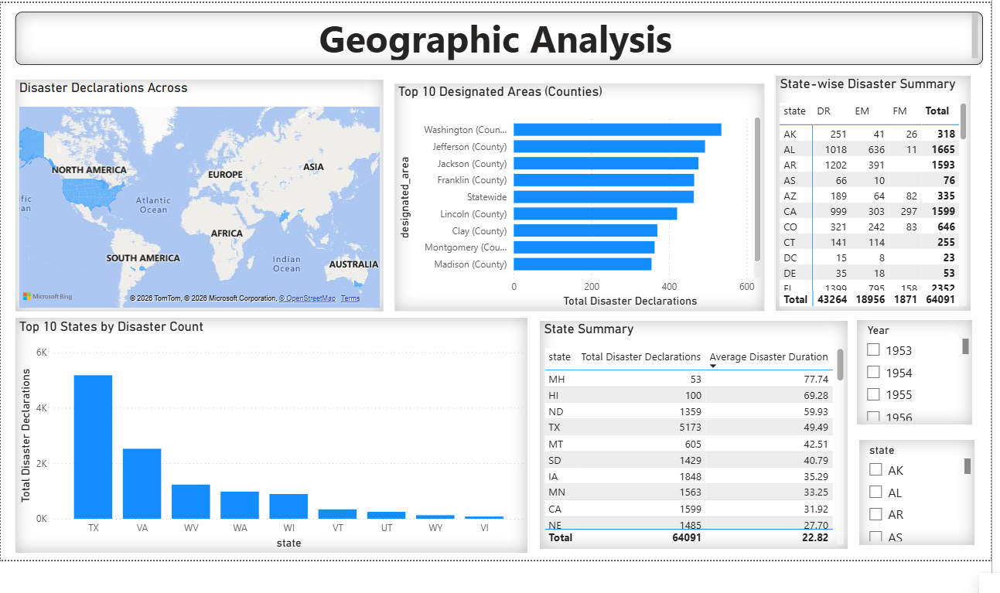 Geographic Analysis
Disaster Declarations Across
NORTH AMERICA
EUROPE
ASIA
ific
an
Atlantic
Ocean
AFRICA
SOUTH AMERICA
Indian
Ocean
AUSTRALIA
Microsoft Bing
© 2026 TomTom, © 2026 Microsoft Corporation, © OpenStreetMap Terms
Top 10 Designated Areas (Counties)
designated_area
Washington (Coun...
Jefferson (County)
Jackson (County)
Franklin (County)
Statewide
Lincoln (County)
Clay (County)
Montgomery (Cou...
Madison (County)
0 200 400 600
Total Disaster Declarations
State-wise Disaster Summary
state DR EM FM Total
AK 251 41 26 318
AL 1018 636 11 1665
AR 1202 391 1593
AS 66 10 76
AZ 189 64 82 335
CA 999 303 297 1599
CO 321 242 83 646
CT 141 114 255
DC 15 8 23
DE 35 18 53
FL 1399 795 158 2352
Total 43264 18956 1871 64091
Top 10 States by Disaster Count
Total Disaster Declarations
6K
4K
2K
0K
TX VA WV WA WI VT UT WY VI
state
State Summary
state Total Disaster Declarations Average Disaster Duration
MH 53 77.74
HI 100 69.28
ND 1359 59.93
TX 5173 49.49
MT 605 42.51
SD 1429 40.79
IA 1848 35.29
MN 1563 33.25
CA 1599 31.92
NE 1485 27.70
Total 64091 22.82
Year
1953
1954
1955
1956
state
AK
AL
AR
AS